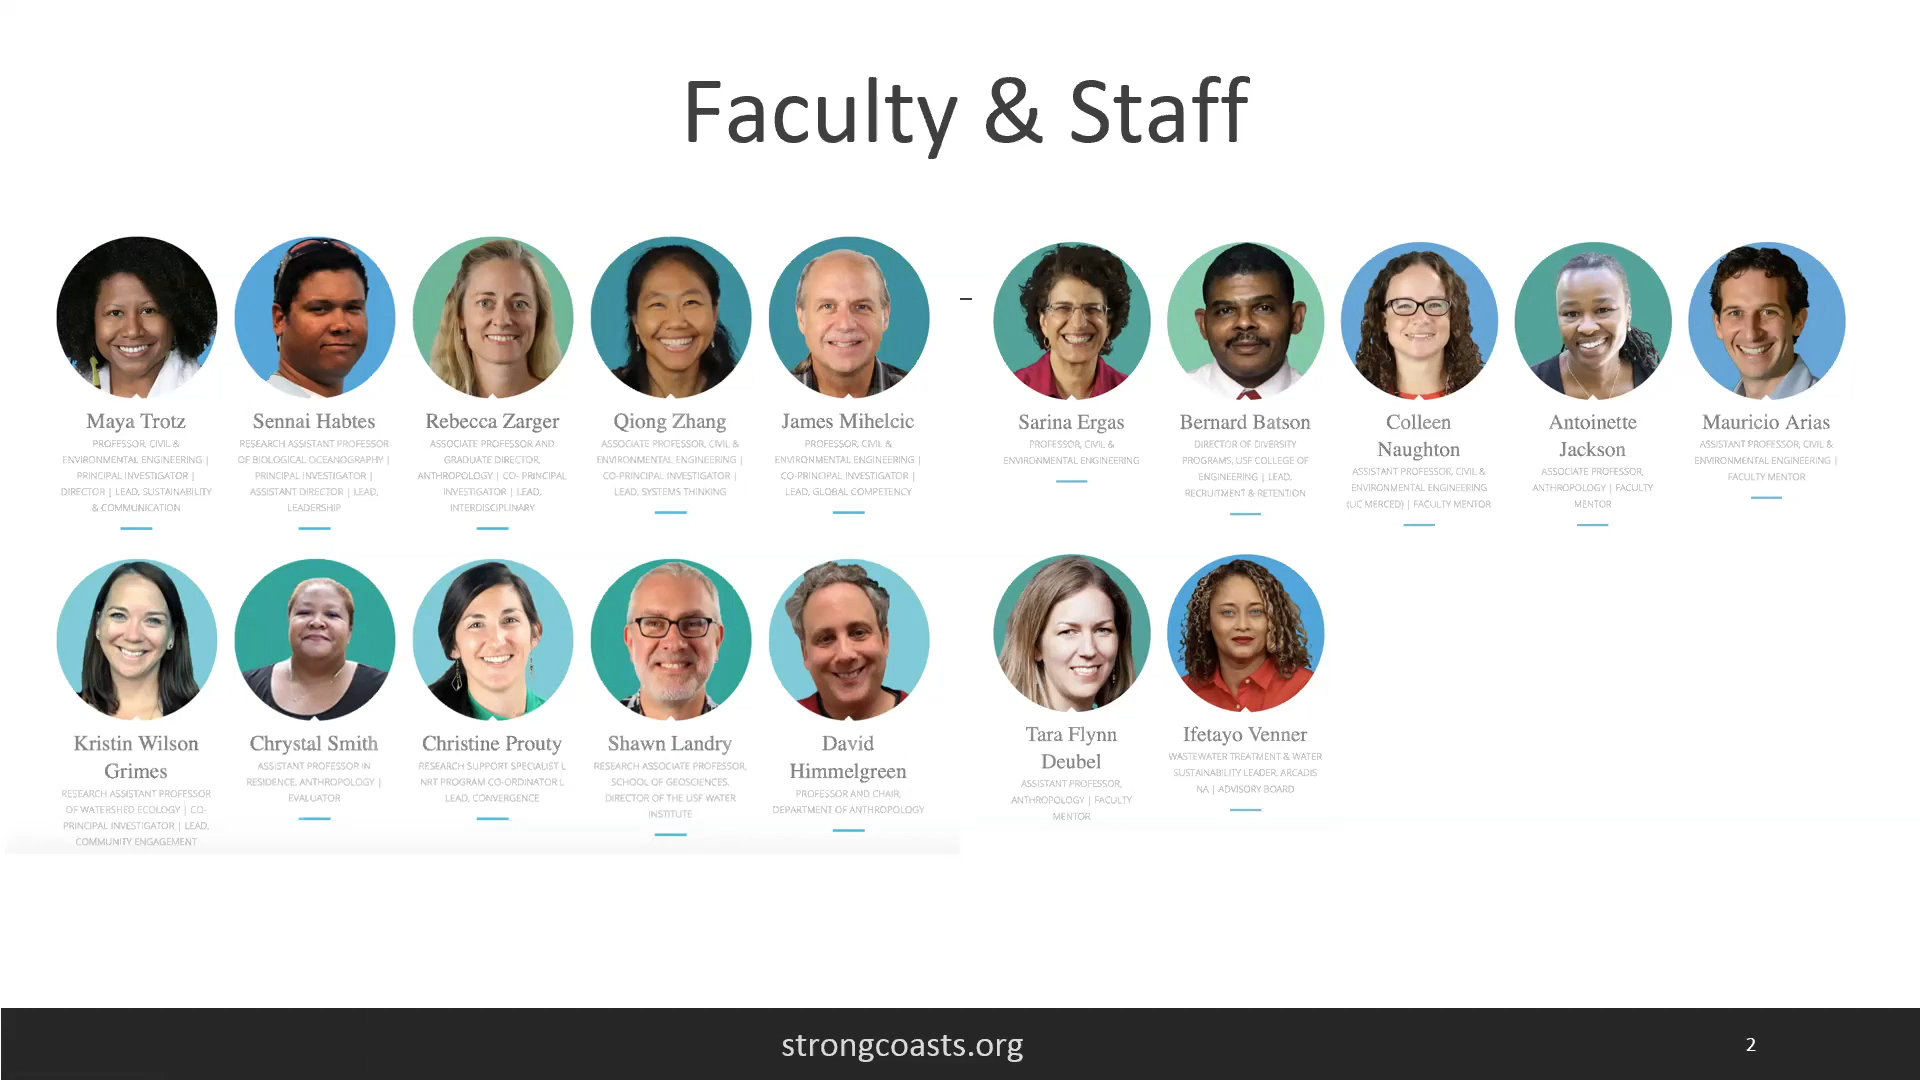 Faculty & Staff
–
Maya Trotz
PROFESSOR, CIVIL &
ENVIRONMENTAL ENGINEERING |
PRINCIPAL INVESTIGATOR |
DIRECTOR | LEAD, SUSTAINABILITY
& COMMUNICATION
Sennai Habtes
RESEARCH ASSISTANT PROFESSOR
OF BIOLOGICAL OCEANOGRAPHY |
PRINCIPAL INVESTIGATOR |
ASSISTANT DIRECTOR | LEAD,
LEADERSHIP
Rebecca Zarger
ASSOCIATE PROFESSOR AND
GRADUATE DIRECTOR,
ANTHROPOLOGY | CO- PRINCIPAL
INVESTIGATOR | LEAD,
INTERDISCIPLINARY
Qiong Zhang
ASSOCIATE PROFESSOR, CIVIL &
ENVIRONMENTAL ENGINEERING |
CO-PRINCIPAL INVESTIGATOR |
LEAD, SYSTEMS THINKING
James Mihelcic
PROFESSOR, CIVIL &
ENVIRONMENTAL ENGINEERING |
CO-PRINCIPAL INVESTIGATOR |
LEAD, GLOBAL COMPETENCY
Sarina Ergas
PROFESSOR, CIVIL &
ENVIRONMENTAL ENGINEERING
Bernard Batson
DIRECTOR OF DIVERSITY
PROGRAMS, USF COLLEGE OF
ENGINEERING | LEAD,
RECRUITMENT & RETENTION
Colleen
Naughton
ASSISTANT PROFESSOR, CIVIL &
ENVIRONMENTAL ENGINEERING
(UC MERCED) | FACULTY MENTOR
Antoinette
Jackson
ASSOCIATE PROFESSOR,
ANTHROPOLOGY | FACULTY
MENTOR
Mauricio Arias
ASSISTANT PROFESSOR, CIVIL &
ENVIRONMENTAL ENGINEERING |
FACULTY MENTOR
Kristin Wilson
Grimes
RESEARCH ASSISTANT PROFESSOR
OF WATERSHED ECOLOGY | CO-
PRINCIPAL INVESTIGATOR | LEAD,
COMMUNITY ENGAGEMENT
Chrystal Smith
ASSISTANT PROFESSOR IN
RESIDENCE, ANTHROPOLOGY |
EVALUATOR
Christine Prouty
RESEARCH SUPPORT SPECIALIST L
NRT PROGRAM CO-ORDINATOR L
LEAD, CONVERGENCE
Shawn Landry
RESEARCH ASSOCIATE PROFESSOR,
SCHOOL OF GEOSCIENCES,
DIRECTOR OF THE USF WATER
INSTITUTE
David
Himmelgreen
PROFESSOR AND CHAIR,
DEPARTMENT OF ANTHROPOLOGY
Tara Flynn
Deubel
ASSISTANT PROFESSOR,
ANTHROPOLOGY | FACULTY
MENTOR
Ifetayo Venner
WASTEWATER TREATMENT & WATER
SUSTAINABILITY LEADER, ARCADIS
NA | ADVISORY BOARD
strongcoasts.org
2